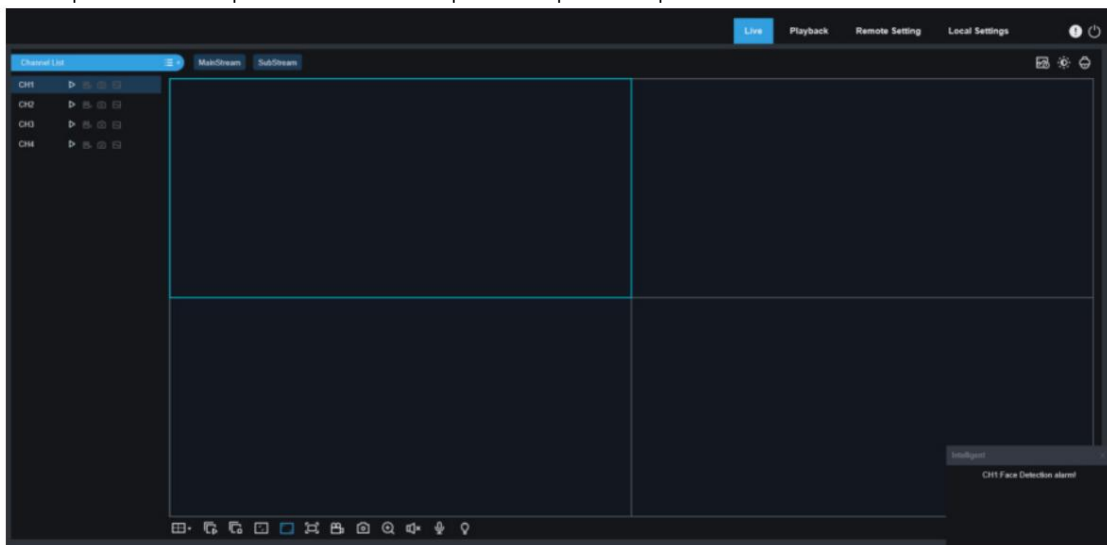 Live Playback Remote Setting Local Settings
Channel List MainStream SubStream
CH1
CH2
CH3
CH4
Intelligent
CH1 Face Detection alarm!